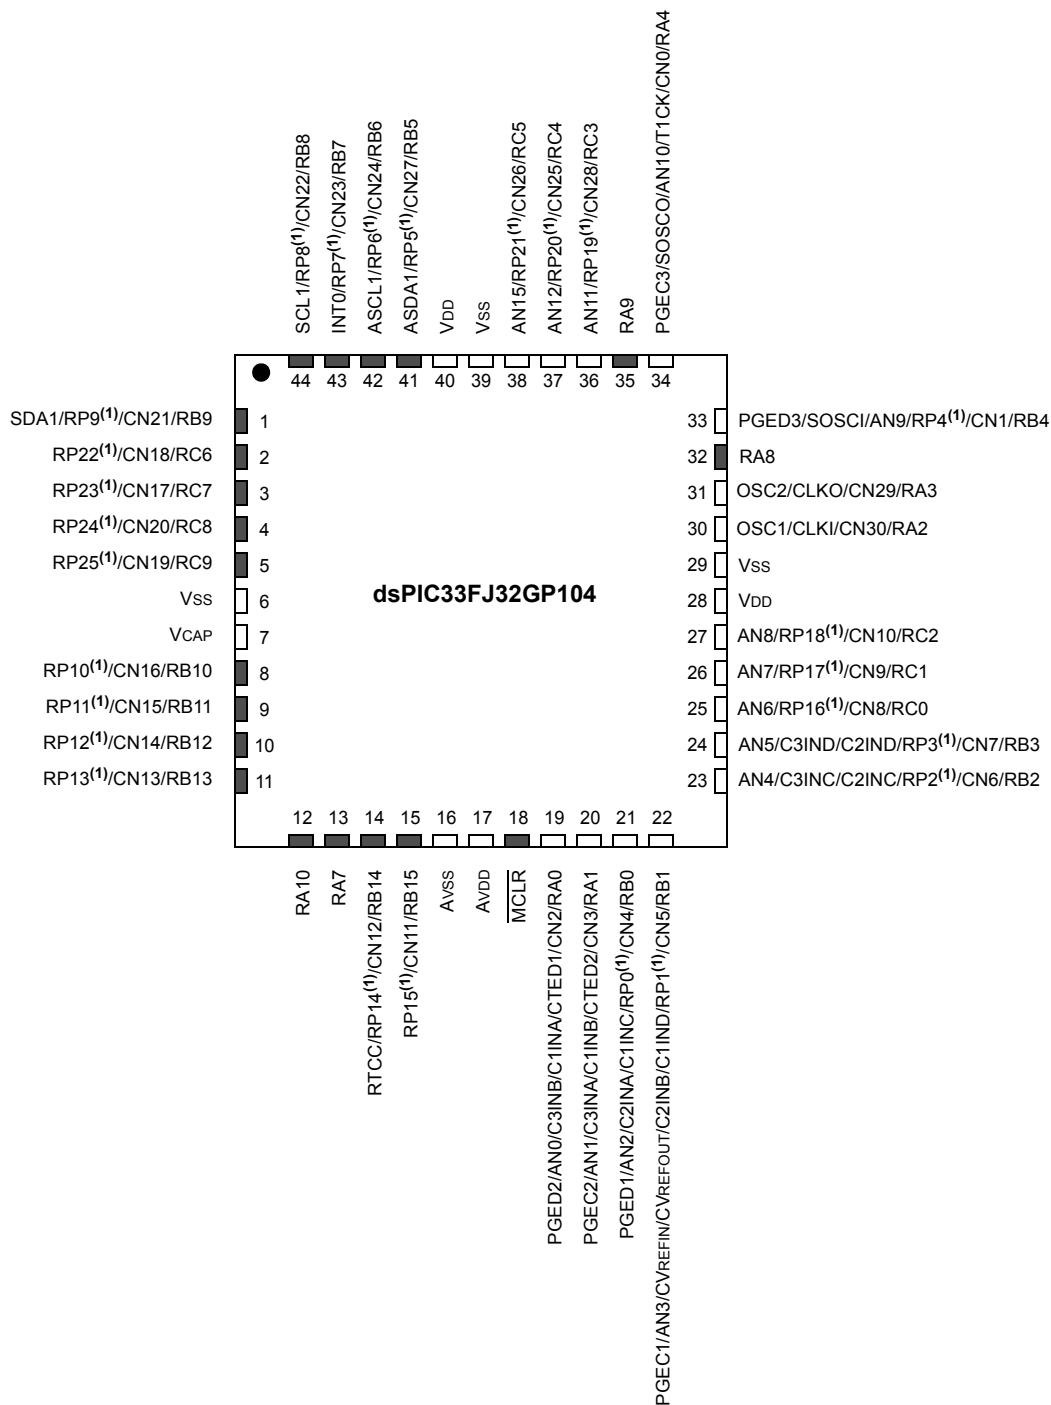 SCL1/RP8(1)/CN22/RB8
INT0/RP7(1)/CN23/RB7
ASCL1/RP6(1)/CN24/RB6
ASDA1/RP5(1)/CN27/RB5
VDD
VSS
AN15/RP21(1)/CN26/RC5
AN12/RP20(1)/CN25/RC4
AN11/RP19(1)/CN28/RC3
RA9
PGEC3/SOSCO/AN10/T1CK/CN0/RA4
44 43 42 41 40 39 38 37 36 35 34
SDA1/RP9(1)/CN21/RB9 1
RP22(1)/CN18/RC6 2
RP23(1)/CN17/RC7 3
RP24(1)/CN20/RC8 4
RP25(1)/CN19/RC9 5
VSS 6
VCAP 7
RP10(1)/CN16/RB10 8
RP11(1)/CN15/RB11 9
RP12(1)/CN14/RB12 10
RP13(1)/CN13/RB13 11
dsPIC33FJ32GP104
33 PGED3/SOSCI/AN9/RP4(1)/CN1/RB4
32 RA8
31 OSC2/CLKO/CN29/RA3
30 OSC1/CLKI/CN30/RA2
29 VSS
28 VDD
27 AN8/RP18(1)/CN10/RC2
26 AN7/RP17(1)/CN9/RC1
25 AN6/RP16(1)/CN8/RC0
24 AN5/C3IND/C2IND/RP3(1)/CN7/RB3
23 AN4/C3INC/C2INC/RP2(1)/CN6/RB2
12 13 14 15 16 17 18 19 20 21 22
RA10
RA7
RTCC/RP14(1)/CN12/RB14
RP15(1)/CN11/RB15
AVSS
AVDD
MCLR
PGED2/AN0/C3INB/C1INA/CTED1/CN2/RA0
PGEC2/AN1/C3INA/C1INB/CTED2/CN3/RA1
PGED1/AN2/C2INA/C1INC/RP0(1)/CN4/RB0
PGEC1/AN3/CVREFIN/CVREFOUT/C2INB/C1IND/RP1(1)/CN5/RB1